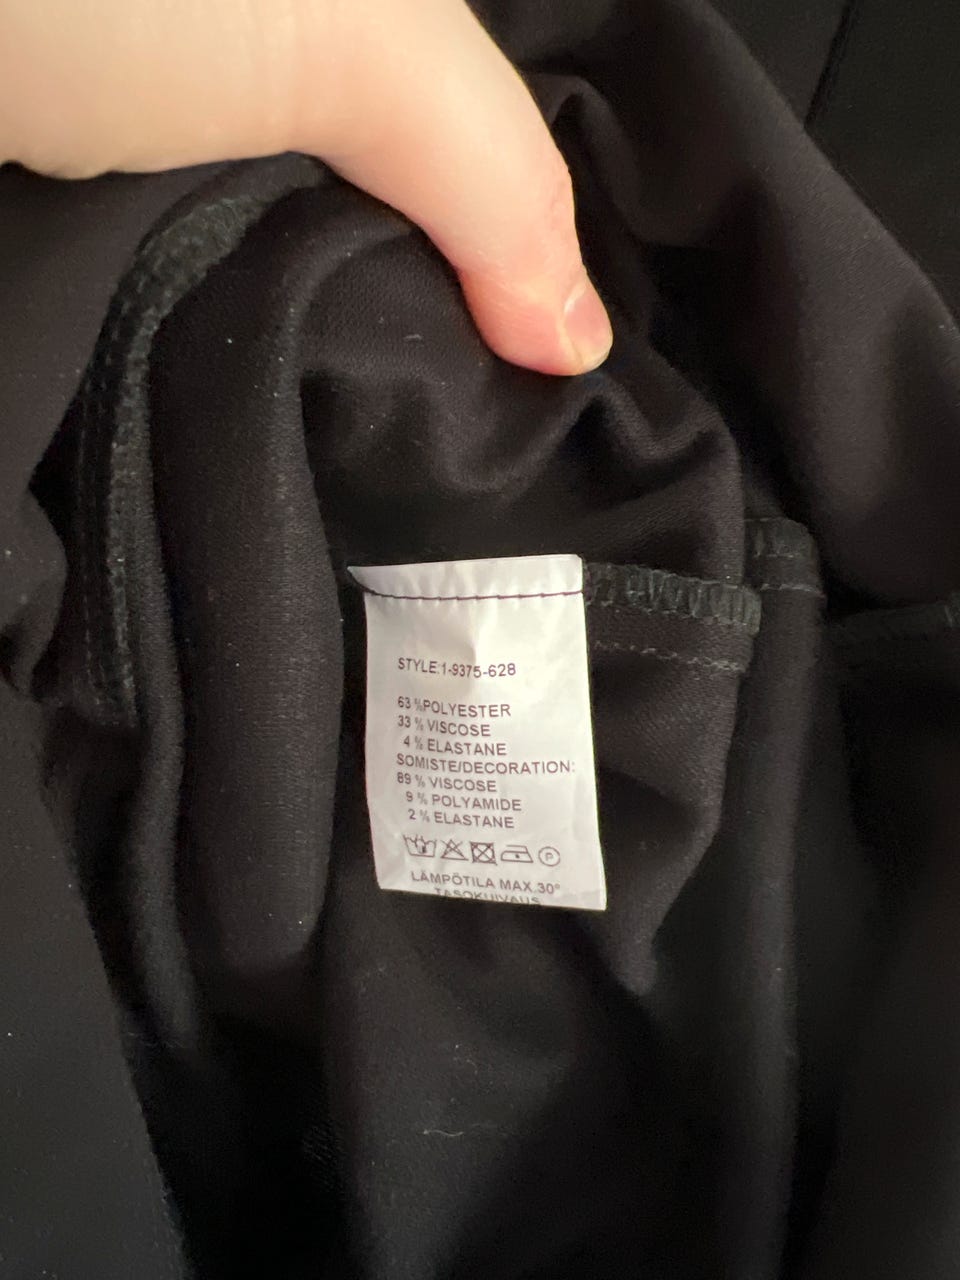 STYLE:1-9375-628
63 %POLYESTER
33 % VISCOSE
4 % ELASTANE
SOMISTE/DECORATION:
89 % VISCOSE
9 % POLYAMIDE
2 % ELASTANE
P
LÄMPÖTILA MAX.30°
TASOKUIVAUS